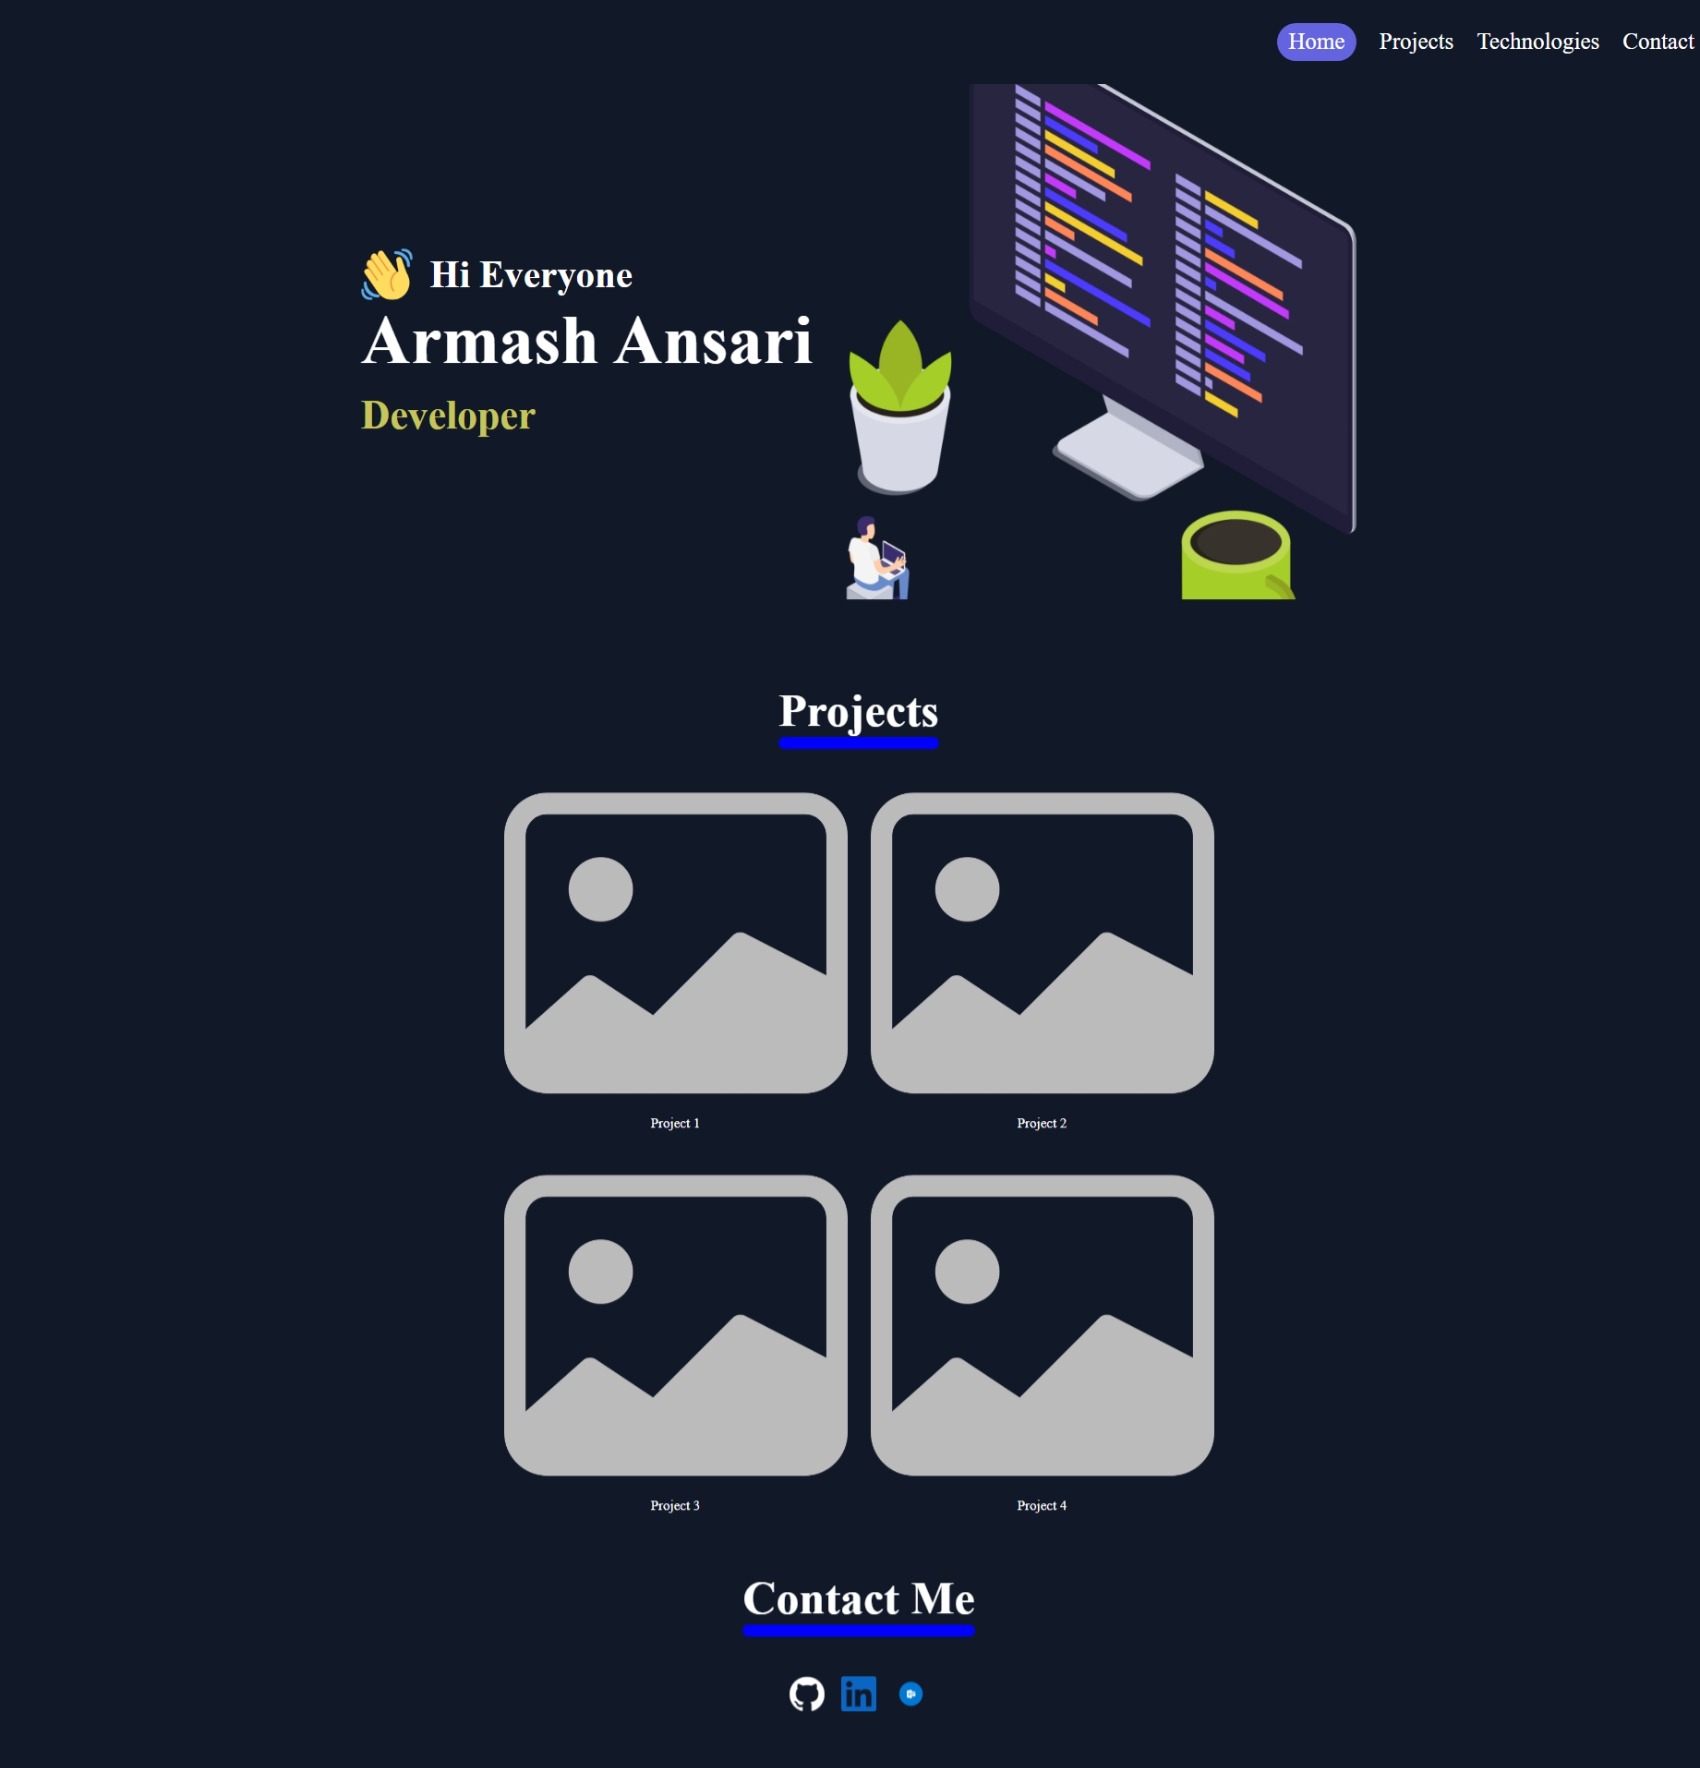 Home Projects Technologies Contact
Hi Everyone
Armash Ansari
Developer
Projects
Project 1 Project 2
Project 3 Project 4
Contact Me
in